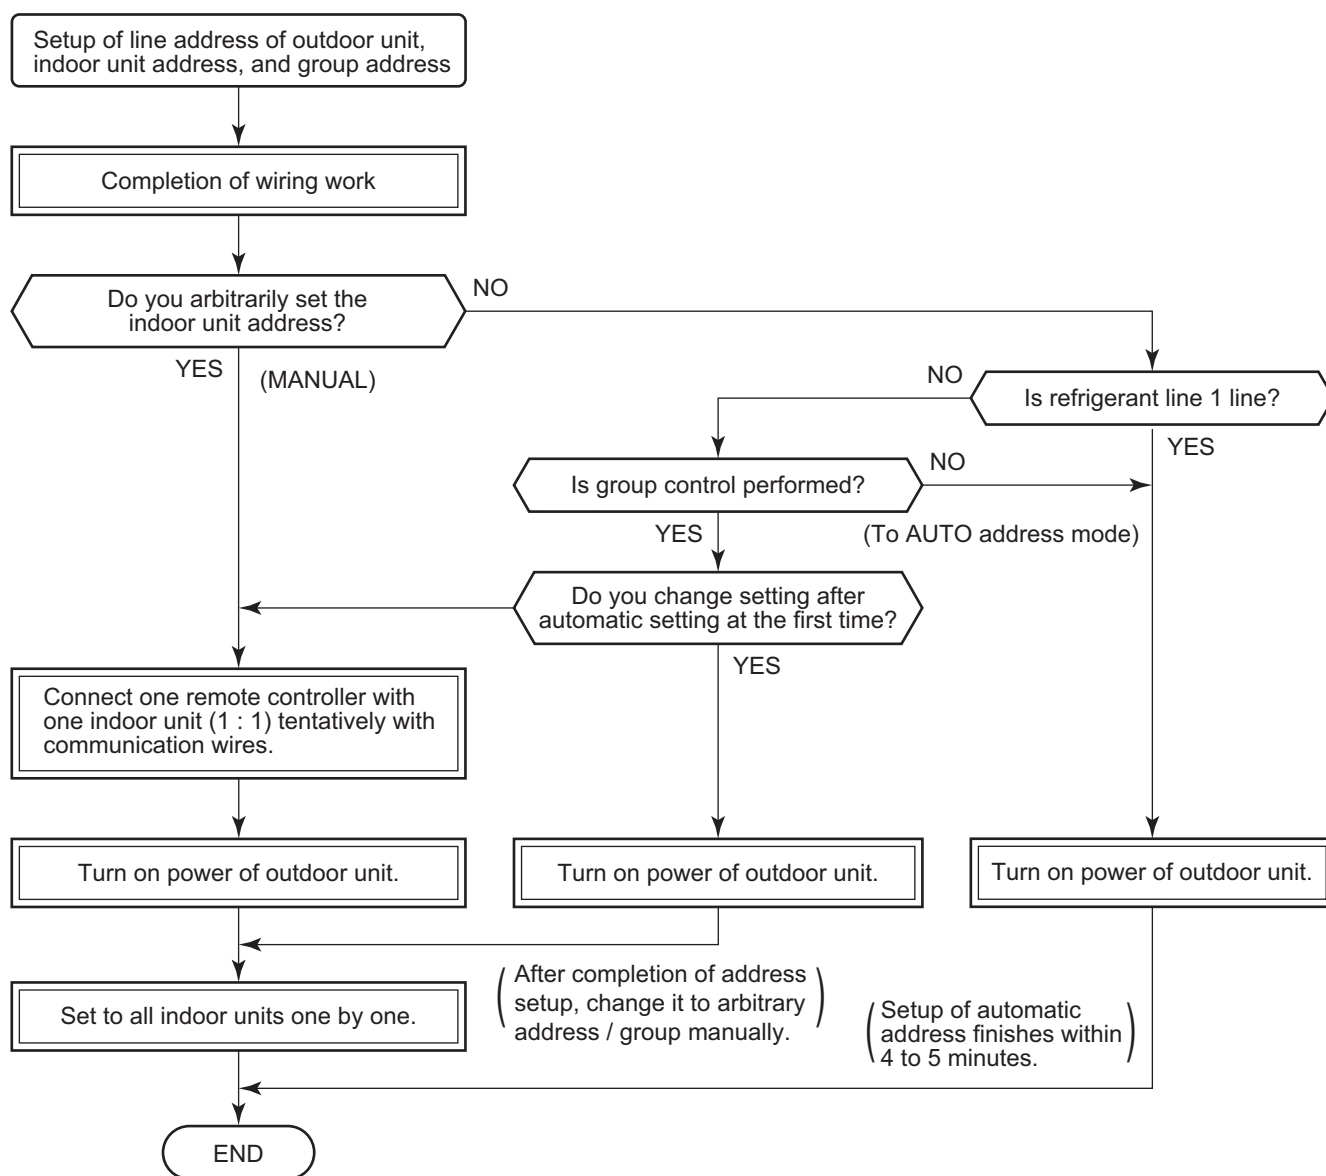 Setup of line address of outdoor unit,
indoor unit address, and group address
Completion of wiring work
Do you arbitrarily set the
indoor unit address?
NO
YES
(MANUAL)
NO
Is refrigerant line 1 line?
YES
Is group control performed?
NO
YES
(To AUTO address mode)
Do you change setting after
automatic setting at the first time?
YES
Connect one remote controller with
one indoor unit (1 : 1) tentatively with
communication wires.
Turn on power of outdoor unit.
Turn on power of outdoor unit.
Turn on power of outdoor unit.
(After completion of address
setup, change it to arbitrary
address / group manually.)
Set to all indoor units one by one.
(Setup of automatic
address finishes within
4 to 5 minutes.)
END